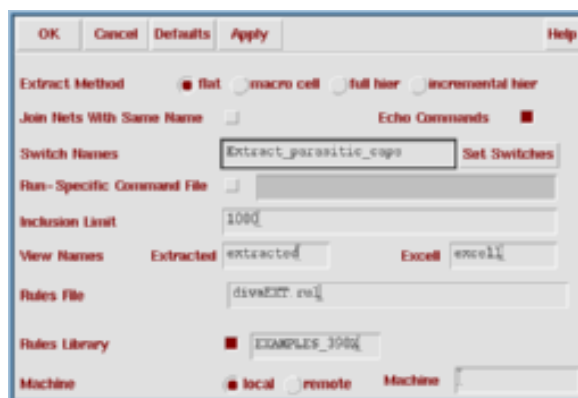 OK Cancel Defaults Apply Help
Extract Method flat macro cell full hier incremental hier
Join Nets With Same Name Echo Commands
Switch Names Extract_parasitic_caps Set Switches
Run-Specific Command File
Inclusion Limit 1000
View Names Extracted extracted Excell excell
Rules File divaEXT.rul
Rules Library
Machine local remote Machine